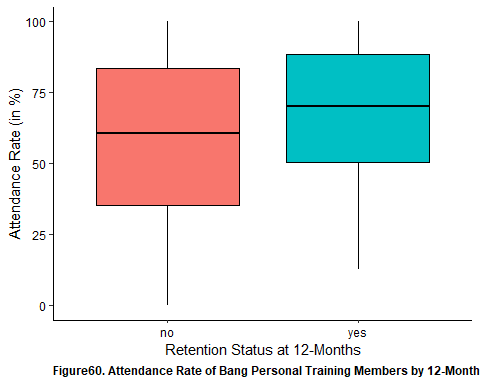 100
75
50
25
0
Attendance Rate (in %)
no yes
Retention Status at 12-Months
Figure60. Attendance Rate of Bang Personal Training Members by 12-Month